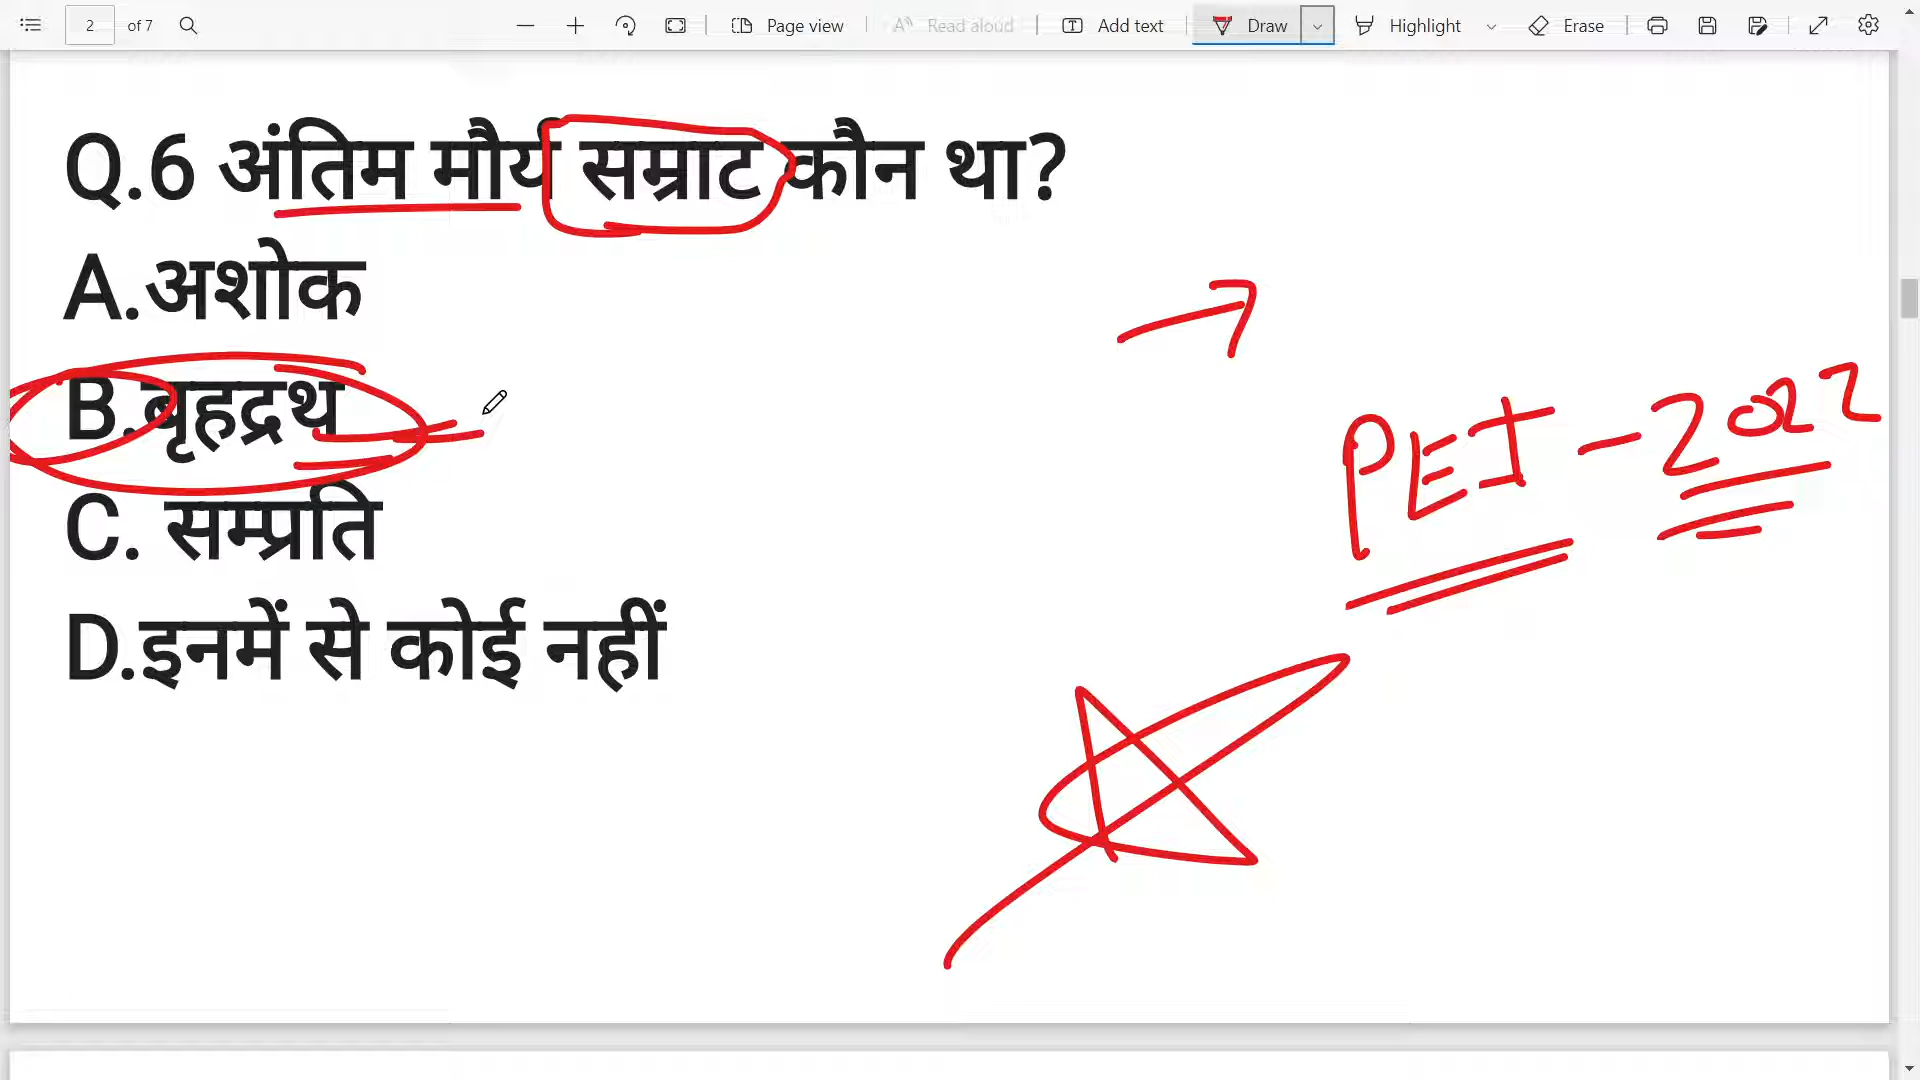 2 of 7 Page view Read aloud Add text Draw Highlight Erase
Q.6 अंतिम मौर्य सम्राट कौन था?
A.अशोक
B.बृहद्रथ
C. सम्प्रति
D.इनमें से कोई नहीं
PET - 2022